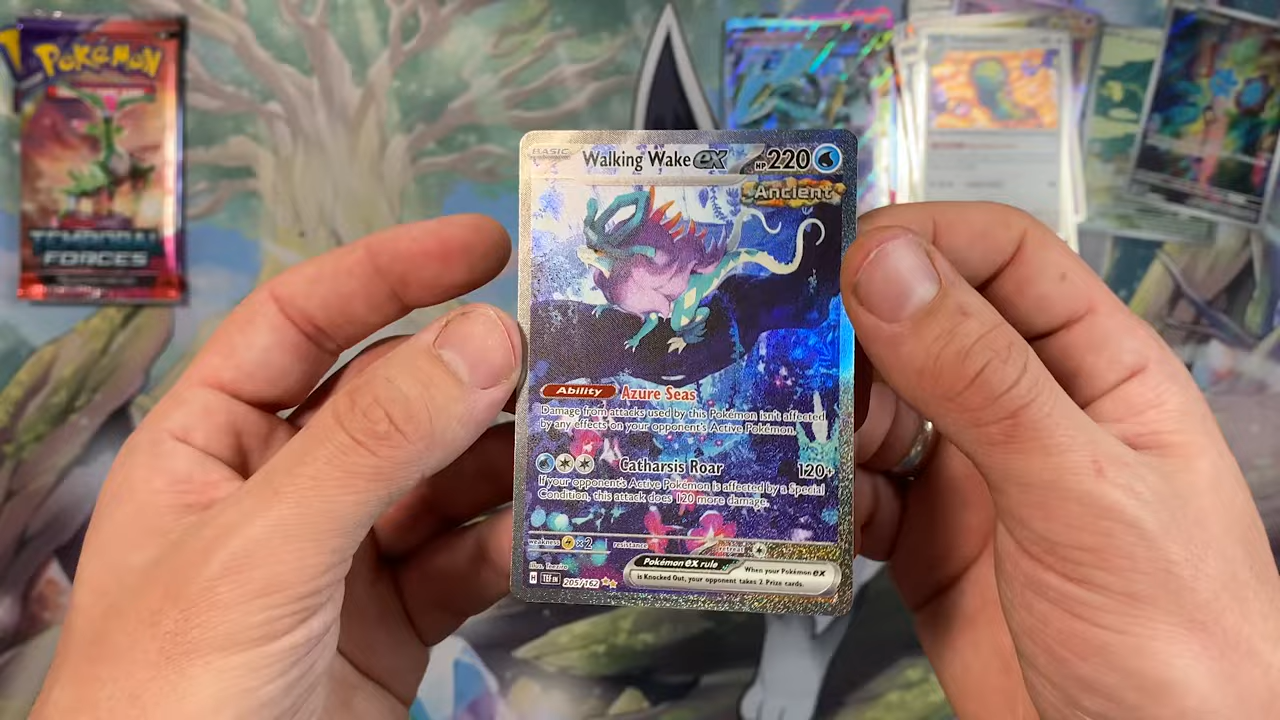 Pokémon
TEMPORAL
FORCES
BASIC
Walking Wake ex HP 220
Ancient
Ability Azure Seas
Damage from attacks used by this Pokémon isn't affected
by any effects on your opponent's Active Pokémon.
Catharsis Roar 120+
If your opponent's Active Pokémon is affected by a Special
Condition, this attack does 120 more damage.
weakness ×2 resistance retreat
Illus.
Pokémon ex rule When your Pokémon ex
is Knocked Out, your opponent takes 2 Prize cards.
H TEF EN 205/162